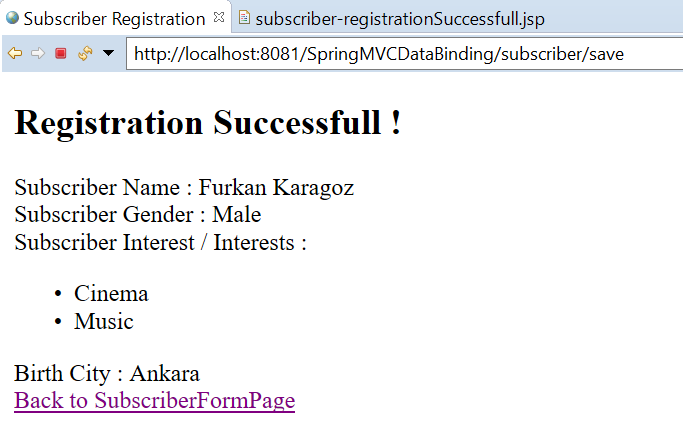 Subscriber Registration subscriber-registrationSuccessfull.jsp
http://localhost:8081/SpringMVCDataBinding/subscriber/save
Registration Successfull !
Subscriber Name : Furkan Karagoz
Subscriber Gender : Male
Subscriber Interest / Interests :
• Cinema
• Music
Birth City : Ankara
Back to SubscriberFormPage